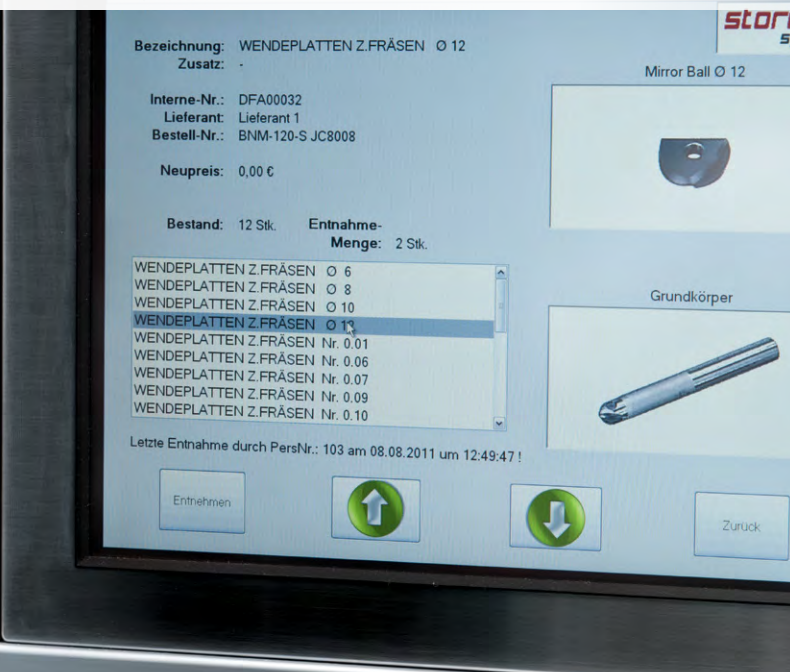 Bezeichnung: WENDEPLATTEN Z.FRÄSEN Ø 12
Zusatz: -
Interne-Nr.: DFA00032
Lieferant: Lieferant 1
Bestell-Nr.: BNM-120-S JC8008
Neupreis: 0,00 €
Bestand: 12 Stk. Entnahme-
Menge: 2 Stk.
WENDEPLATTEN Z.FRÄSEN Ø 6
WENDEPLATTEN Z.FRÄSEN Ø 8
WENDEPLATTEN Z.FRÄSEN Ø 10
WENDEPLATTEN Z.FRÄSEN Ø 12
WENDEPLATTEN Z.FRÄSEN Nr. 0.01
WENDEPLATTEN Z.FRÄSEN Nr. 0.06
WENDEPLATTEN Z.FRÄSEN Nr. 0.07
WENDEPLATTEN Z.FRÄSEN Nr. 0.09
WENDEPLATTEN Z.FRÄSEN Nr. 0.10
Letzte Entnahme durch PersNr.: 103 am 08.08.2011 um 12:49:47 !
Entnehmen
Mirror Ball Ø 12
Grundkörper
Zurück